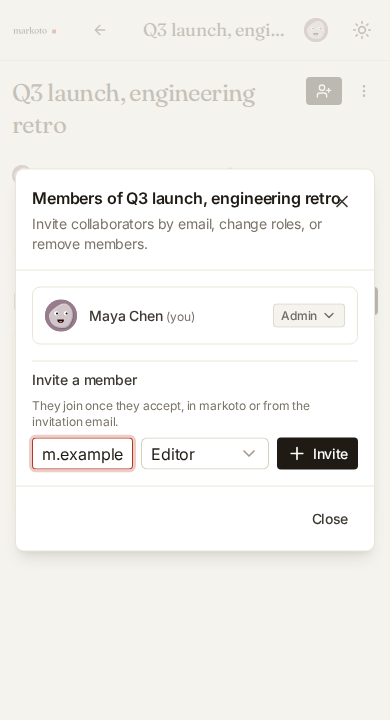 markoto
Q3 launch, engi...
Q3 launch, engineering
retro
Members of Q3 launch, engineering retro
Invite collaborators by email, change roles, or
remove members.
Maya Chen (you)
Admin
Invite a member
They join once they accept, in markoto or from the
invitation email.
m.example
Editor
Invite
Close